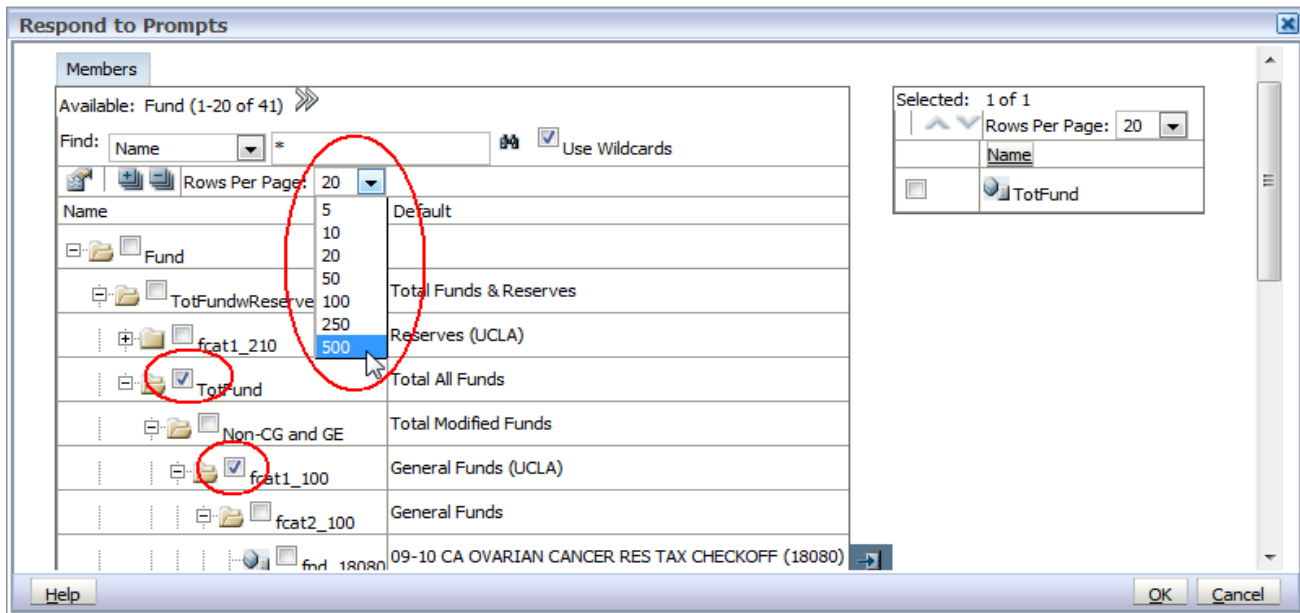 Respond to Prompts
Members
Available: Fund (1-20 of 41)
Find: Name * Use Wildcards
Rows Per Page: 20
Name Default
5
10
20
50
100
250
500
Fund
TotFundwReserve Total Funds & Reserves
fcat1_210 Reserves (UCLA)
TotFund Total All Funds
Non-CG and GE Total Modified Funds
fcat1_100 General Funds (UCLA)
fcat2_100 General Funds
fnd_18080 09-10 CA OVARIAN CANCER RES TAX CHECKOFF (18080)
Selected: 1 of 1
Rows Per Page: 20
Name
TotFund
Help OK Cancel